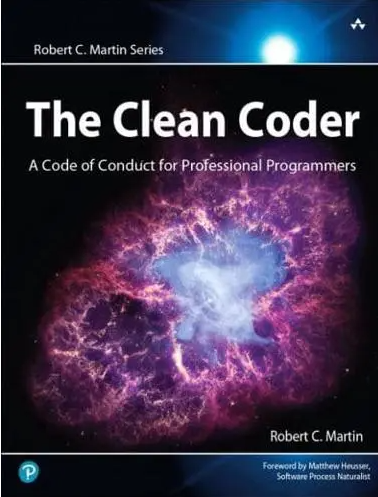 Robert C. Martin Series
The Clean Coder
A Code of Conduct for Professional Programmers
Robert C. Martin
Foreword by Matthew Heusser,
Software Process Naturalist